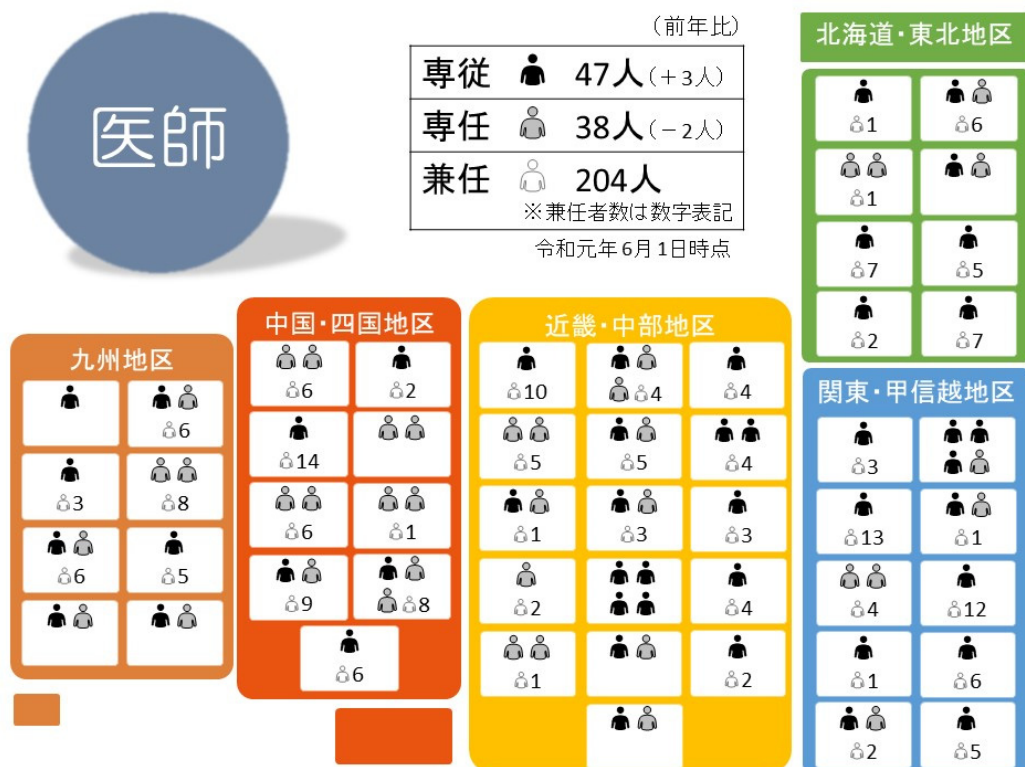 医師
（前年比）
専従 47人（＋3人）
専任 38人（－2人）
兼任 204人
※兼任者数は数字表記
令和元年6月1日時点
北海道・東北地区
1 6
1
7 5
2 7
関東・甲信越地区
3
13 1
4 12
1 6
2 5
近畿・中部地区
10 4 4
5 5 4
1 3 3
2 4
1 2
中国・四国地区
6 2
14
6 1
9 8
6
九州地区
6
3 8
6 5